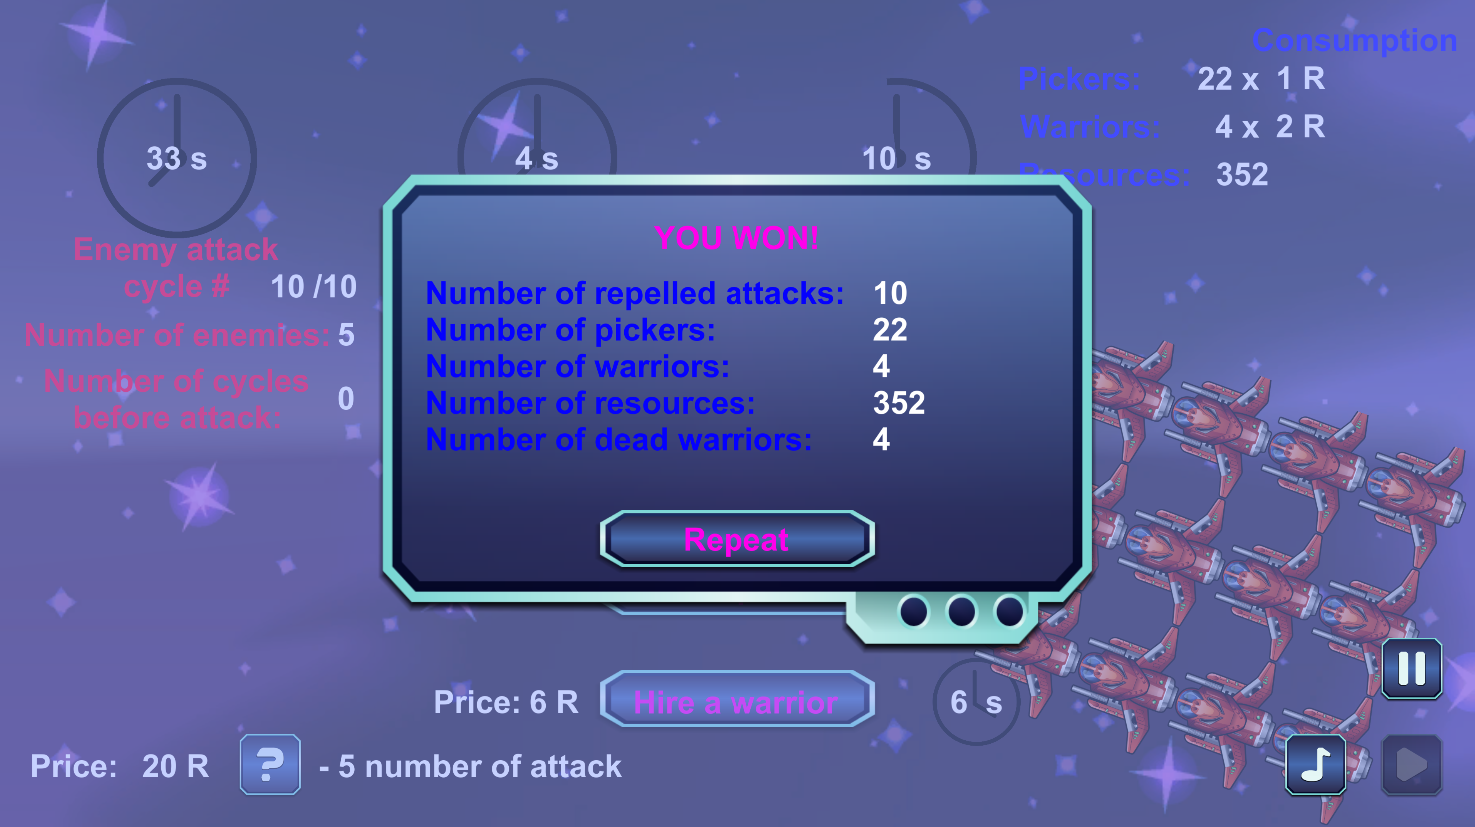 Consumption
Pickers: 22 x 1 R
Warriors: 4 x 2 R
Resources: 352
33 s
4 s
10 s
Enemy attack
cycle # 10 /10
Number of enemies: 5
Number of cycles
before attack: 0
YOU WON!
Number of repelled attacks: 10
Number of pickers: 22
Number of warriors: 4
Number of resources: 352
Number of dead warriors: 4
Repeat
Price: 6 R Hire a warrior 6 s
Price: 20 R ? - 5 number of attack